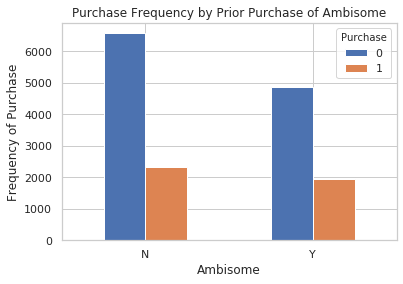 Purchase Frequency by Prior Purchase of Ambisome
Purchase
0
1
Frequency of Purchase
6000
5000
4000
3000
2000
1000
0
N
Y
Ambisome